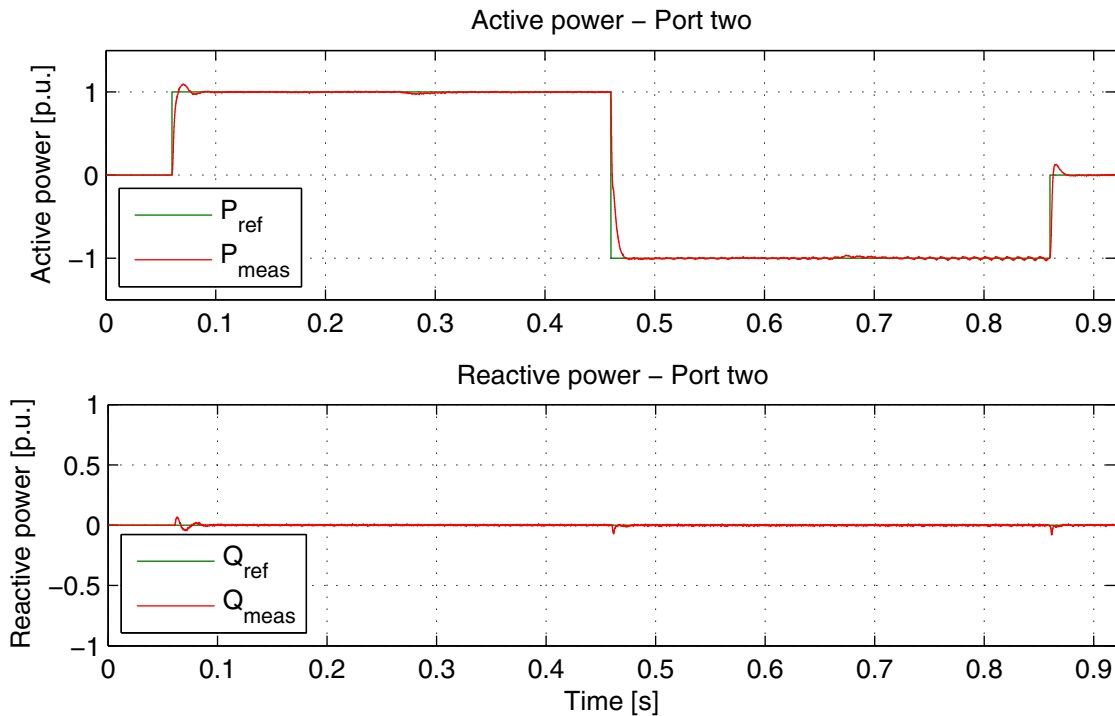 Active power − Port two
Active power [p.u.]
1
0
−1
P_ref
P_meas
0 0.1 0.2 0.3 0.4 0.5 0.6 0.7 0.8 0.9
Reactive power − Port two
Reactive power [p.u.]
1
0.5
0
−0.5
−1
Q_ref
Q_meas
0 0.1 0.2 0.3 0.4 0.5 0.6 0.7 0.8 0.9
Time [s]